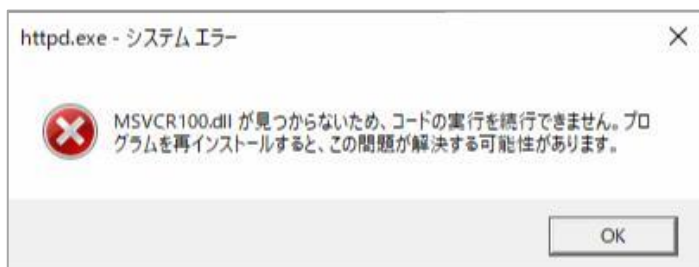 httpd.exe - システム エラー
MSVCR100.dll が見つからないため、コードの実行を続行できません。プロ
グラムを再インストールすると、この問題が解決する可能性があります。
OK